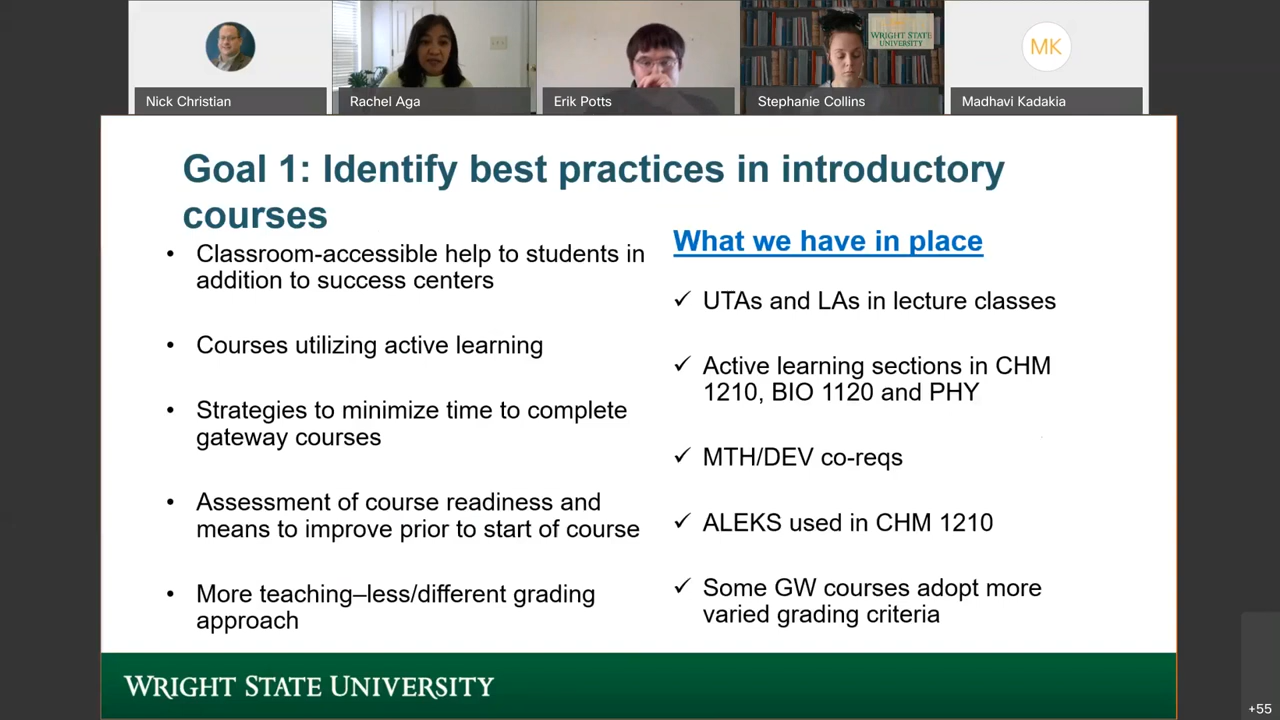 WRIGHT STATE
UNIVERSITY
MK
Nick Christian
Rachel Aga
Erik Potts
Stephanie Collins
Madhavi Kadakia
Goal 1: Identify best practices in introductory
courses
• Classroom-accessible help to students in
addition to success centers
• Courses utilizing active learning
• Strategies to minimize time to complete
gateway courses
• Assessment of course readiness and
means to improve prior to start of course
• More teaching–less/different grading
approach
What we have in place
✓ UTAs and LAs in lecture classes
✓ Active learning sections in CHM
1210, BIO 1120 and PHY
✓ MTH/DEV co-reqs
✓ ALEKS used in CHM 1210
✓ Some GW courses adopt more
varied grading criteria
WRIGHT STATE UNIVERSITY
+55